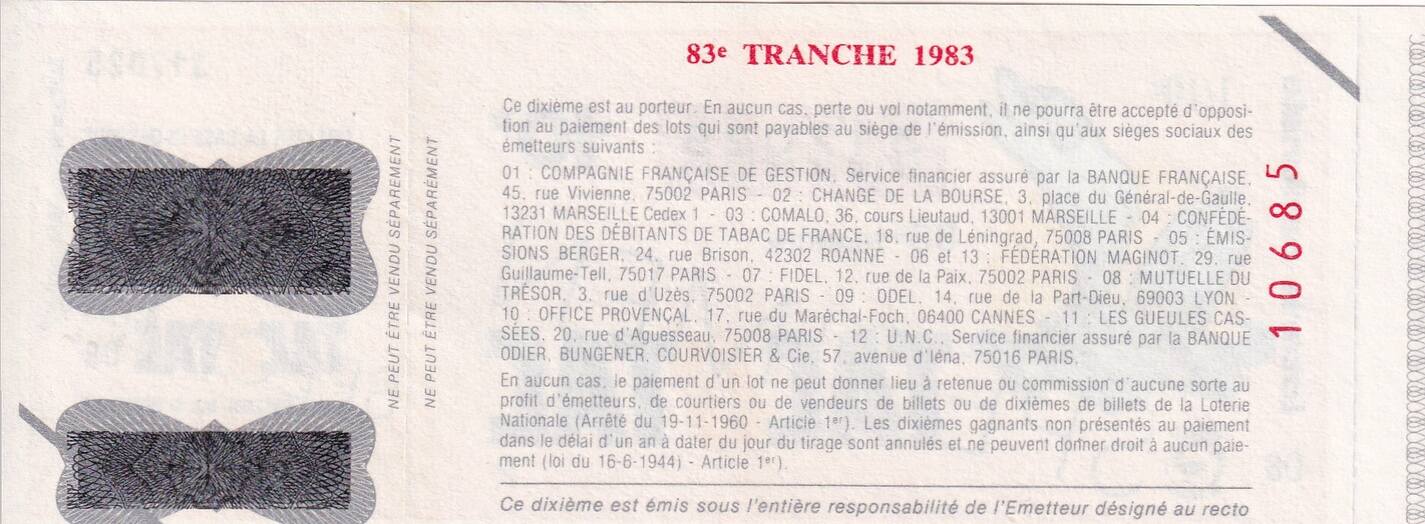 83e TRANCHE 1983
Ce dixième est au porteur. En aucun cas, perte ou vol notamment, il ne pourra être accepté d'opposi-
tion au paiement des lots qui sont payables au siège de l'émission, ainsi qu'aux sièges sociaux des
émetteurs suivants :
01 : COMPAGNIE FRANÇAISE DE GESTION, Service financier assuré par la BANQUE FRANÇAISE,
45, rue Vivienne, 75002 PARIS - 02 : CHANGE DE LA BOURSE, 3, place du Général-de-Gaulle,
13231 MARSEILLE Cedex 1 - 03 : COMALO, 36, cours Lieutaud, 13001 MARSEILLE - 04 : CONFÉDÉ-
RATION DES DÉBITANTS DE TABAC DE FRANCE, 18, rue de Léningrad, 75008 PARIS - 05 : ÉMIS-
SIONS BERGER, 24, rue Brison, 42302 ROANNE - 06 et 13 : FÉDÉRATION MAGINOT, 29, rue
Guillaume-Tell, 75017 PARIS - 07 : FIDEL, 12, rue de la Paix, 75002 PARIS - 08 : MUTUELLE DU
TRÉSOR, 3, rue d'Uzès, 75002 PARIS - 09 : ODEL, 14, rue de la Part-Dieu, 69003 LYON -
10 : OFFICE PROVENÇAL, 17, rue du Maréchal-Foch, 06400 CANNES - 11 : LES GUEULES CAS-
SÉES, 20, rue d'Aguesseau, 75008 PARIS - 12 : U.N.C., Service financier assuré par la BANQUE
ODIER, BUNGENER, COURVOISIER & Cie, 57, avenue d'Iéna, 75016 PARIS.
En aucun cas, le paiement d'un lot ne peut donner lieu à retenue ou commission d'aucune sorte au
profit d'émetteurs, de courtiers ou de vendeurs de billets ou de dixièmes de billets de la Loterie
Nationale (Arrêté du 19-11-1960 - Article 1er). Les dixièmes gagnants non présentés au paiement
dans le délai d'un an à dater du jour du tirage sont annulés et ne peuvent donner droit à aucun paie-
ment (loi du 16-6-1944) - Article 1er).
Ce dixième est émis sous l'entière responsabilité de l'Emetteur désigné au recto
NE PEUT ÊTRE VENDU SÉPARÉMENT
NE PEUT ÊTRE VENDU SÉPARÉMENT
10685